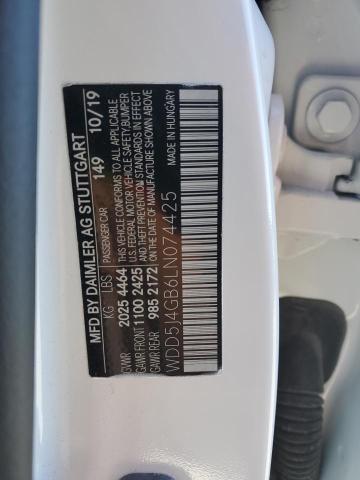 MFD BY DAIMLER AG STUTTGART
PASSENGER CAR 149 10/19
KG LBS
GVWR 2025 4464
GAWR FRONT 1100 2425
GAWR REAR 985 2172
THIS VEHICLE CONFORMS TO ALL APPLICABLE
U.S. FEDERAL MOTOR VEHICLE SAFETY, BUMPER
AND THEFT PREVENTION STANDARDS IN EFFECT
ON THE DATE OF MANUFACTURE SHOWN ABOVE
MADE IN HUNGARY
WDD5J4GB6LN074425